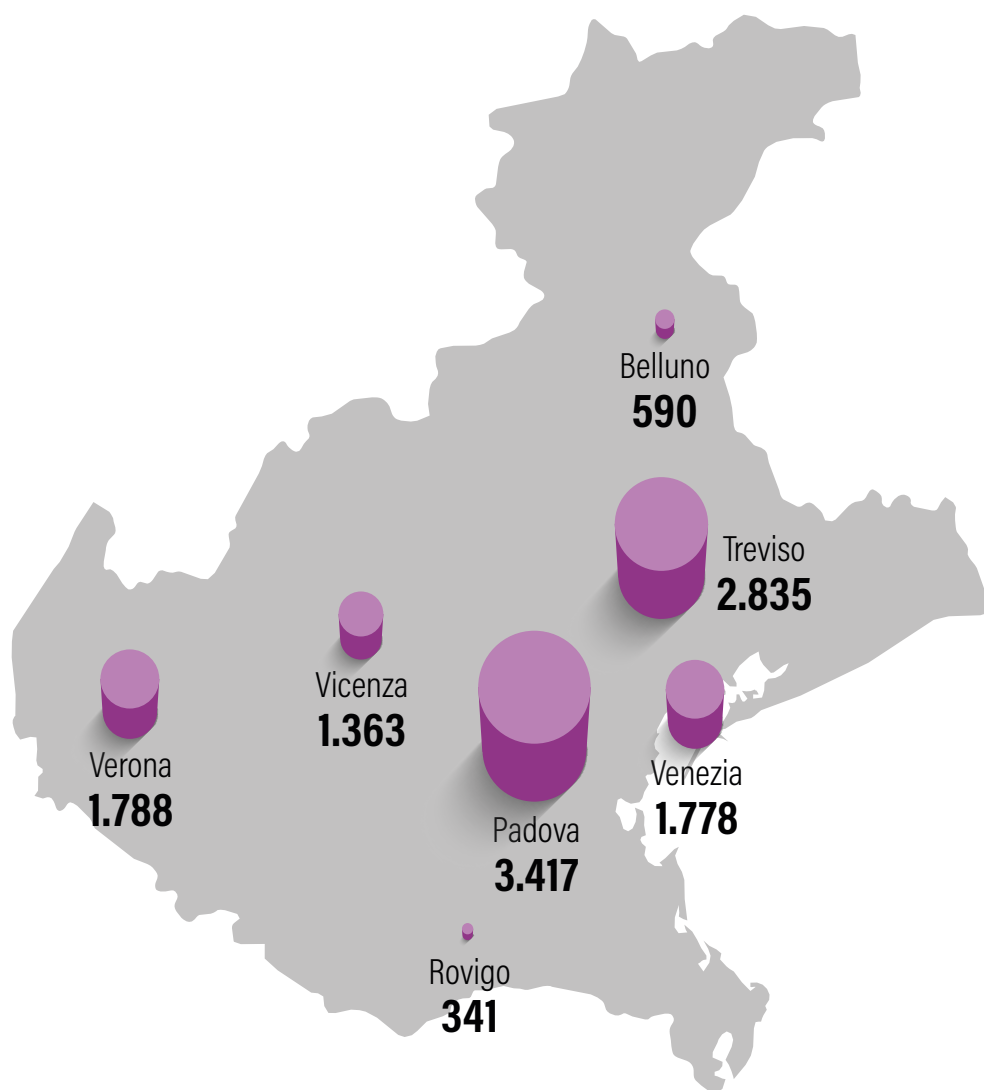 Belluno
590
Treviso
2.835
Vicenza
1.363
Verona
1.788
Venezia
1.778
Padova
3.417
Rovigo
341